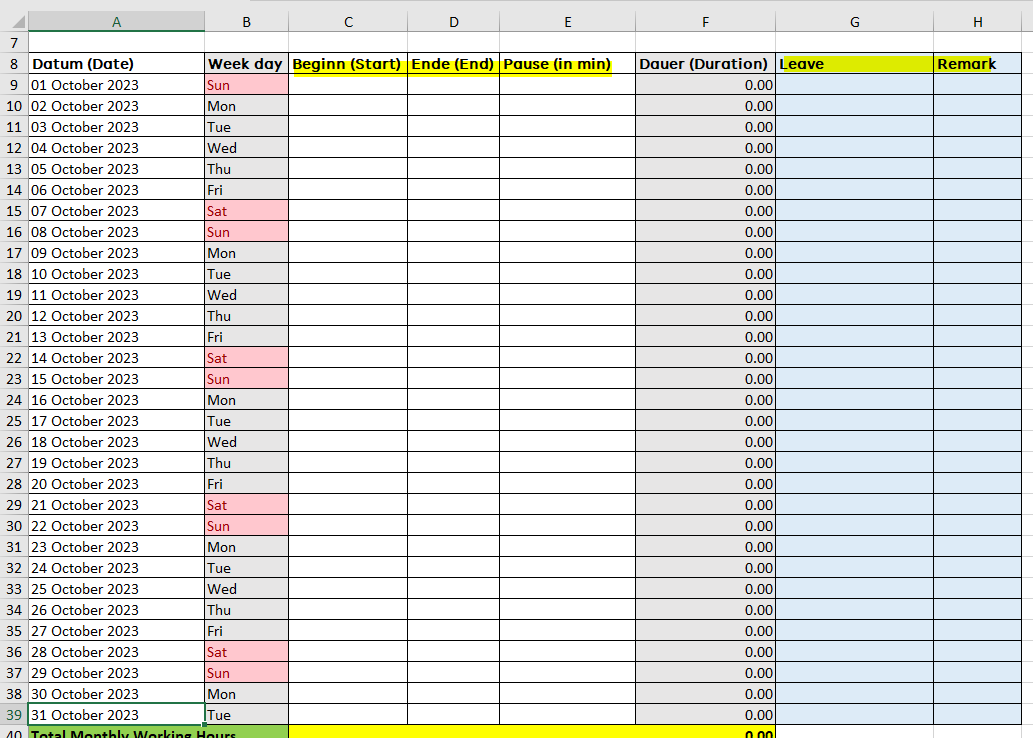 A B C D E F G H
7
8 Datum (Date) Week day Beginn (Start) Ende (End) Pause (in min) Dauer (Duration) Leave Remark
9 01 October 2023 Sun 0.00
10 02 October 2023 Mon 0.00
11 03 October 2023 Tue 0.00
12 04 October 2023 Wed 0.00
13 05 October 2023 Thu 0.00
14 06 October 2023 Fri 0.00
15 07 October 2023 Sat 0.00
16 08 October 2023 Sun 0.00
17 09 October 2023 Mon 0.00
18 10 October 2023 Tue 0.00
19 11 October 2023 Wed 0.00
20 12 October 2023 Thu 0.00
21 13 October 2023 Fri 0.00
22 14 October 2023 Sat 0.00
23 15 October 2023 Sun 0.00
24 16 October 2023 Mon 0.00
25 17 October 2023 Tue 0.00
26 18 October 2023 Wed 0.00
27 19 October 2023 Thu 0.00
28 20 October 2023 Fri 0.00
29 21 October 2023 Sat 0.00
30 22 October 2023 Sun 0.00
31 23 October 2023 Mon 0.00
32 24 October 2023 Tue 0.00
33 25 October 2023 Wed 0.00
34 26 October 2023 Thu 0.00
35 27 October 2023 Fri 0.00
36 28 October 2023 Sat 0.00
37 29 October 2023 Sun 0.00
38 30 October 2023 Mon 0.00
39 31 October 2023 Tue 0.00
40 Total Monthly Working Hours 0.00